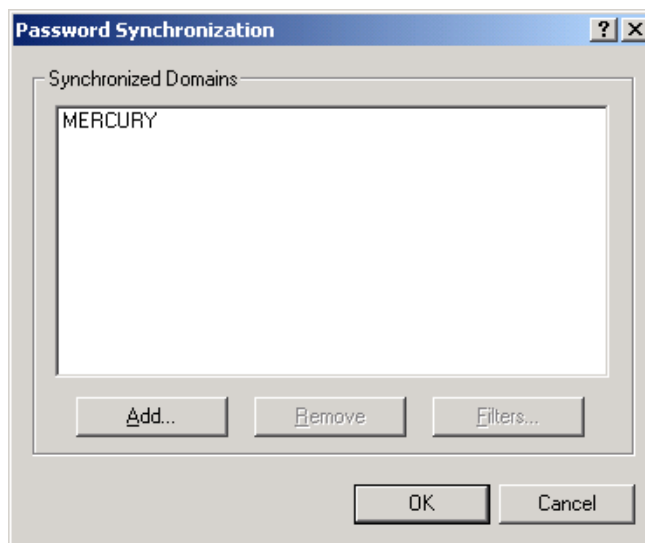 Password Synchronization
Synchronized Domains
MERCURY
Add... Remove Filters...
OK Cancel